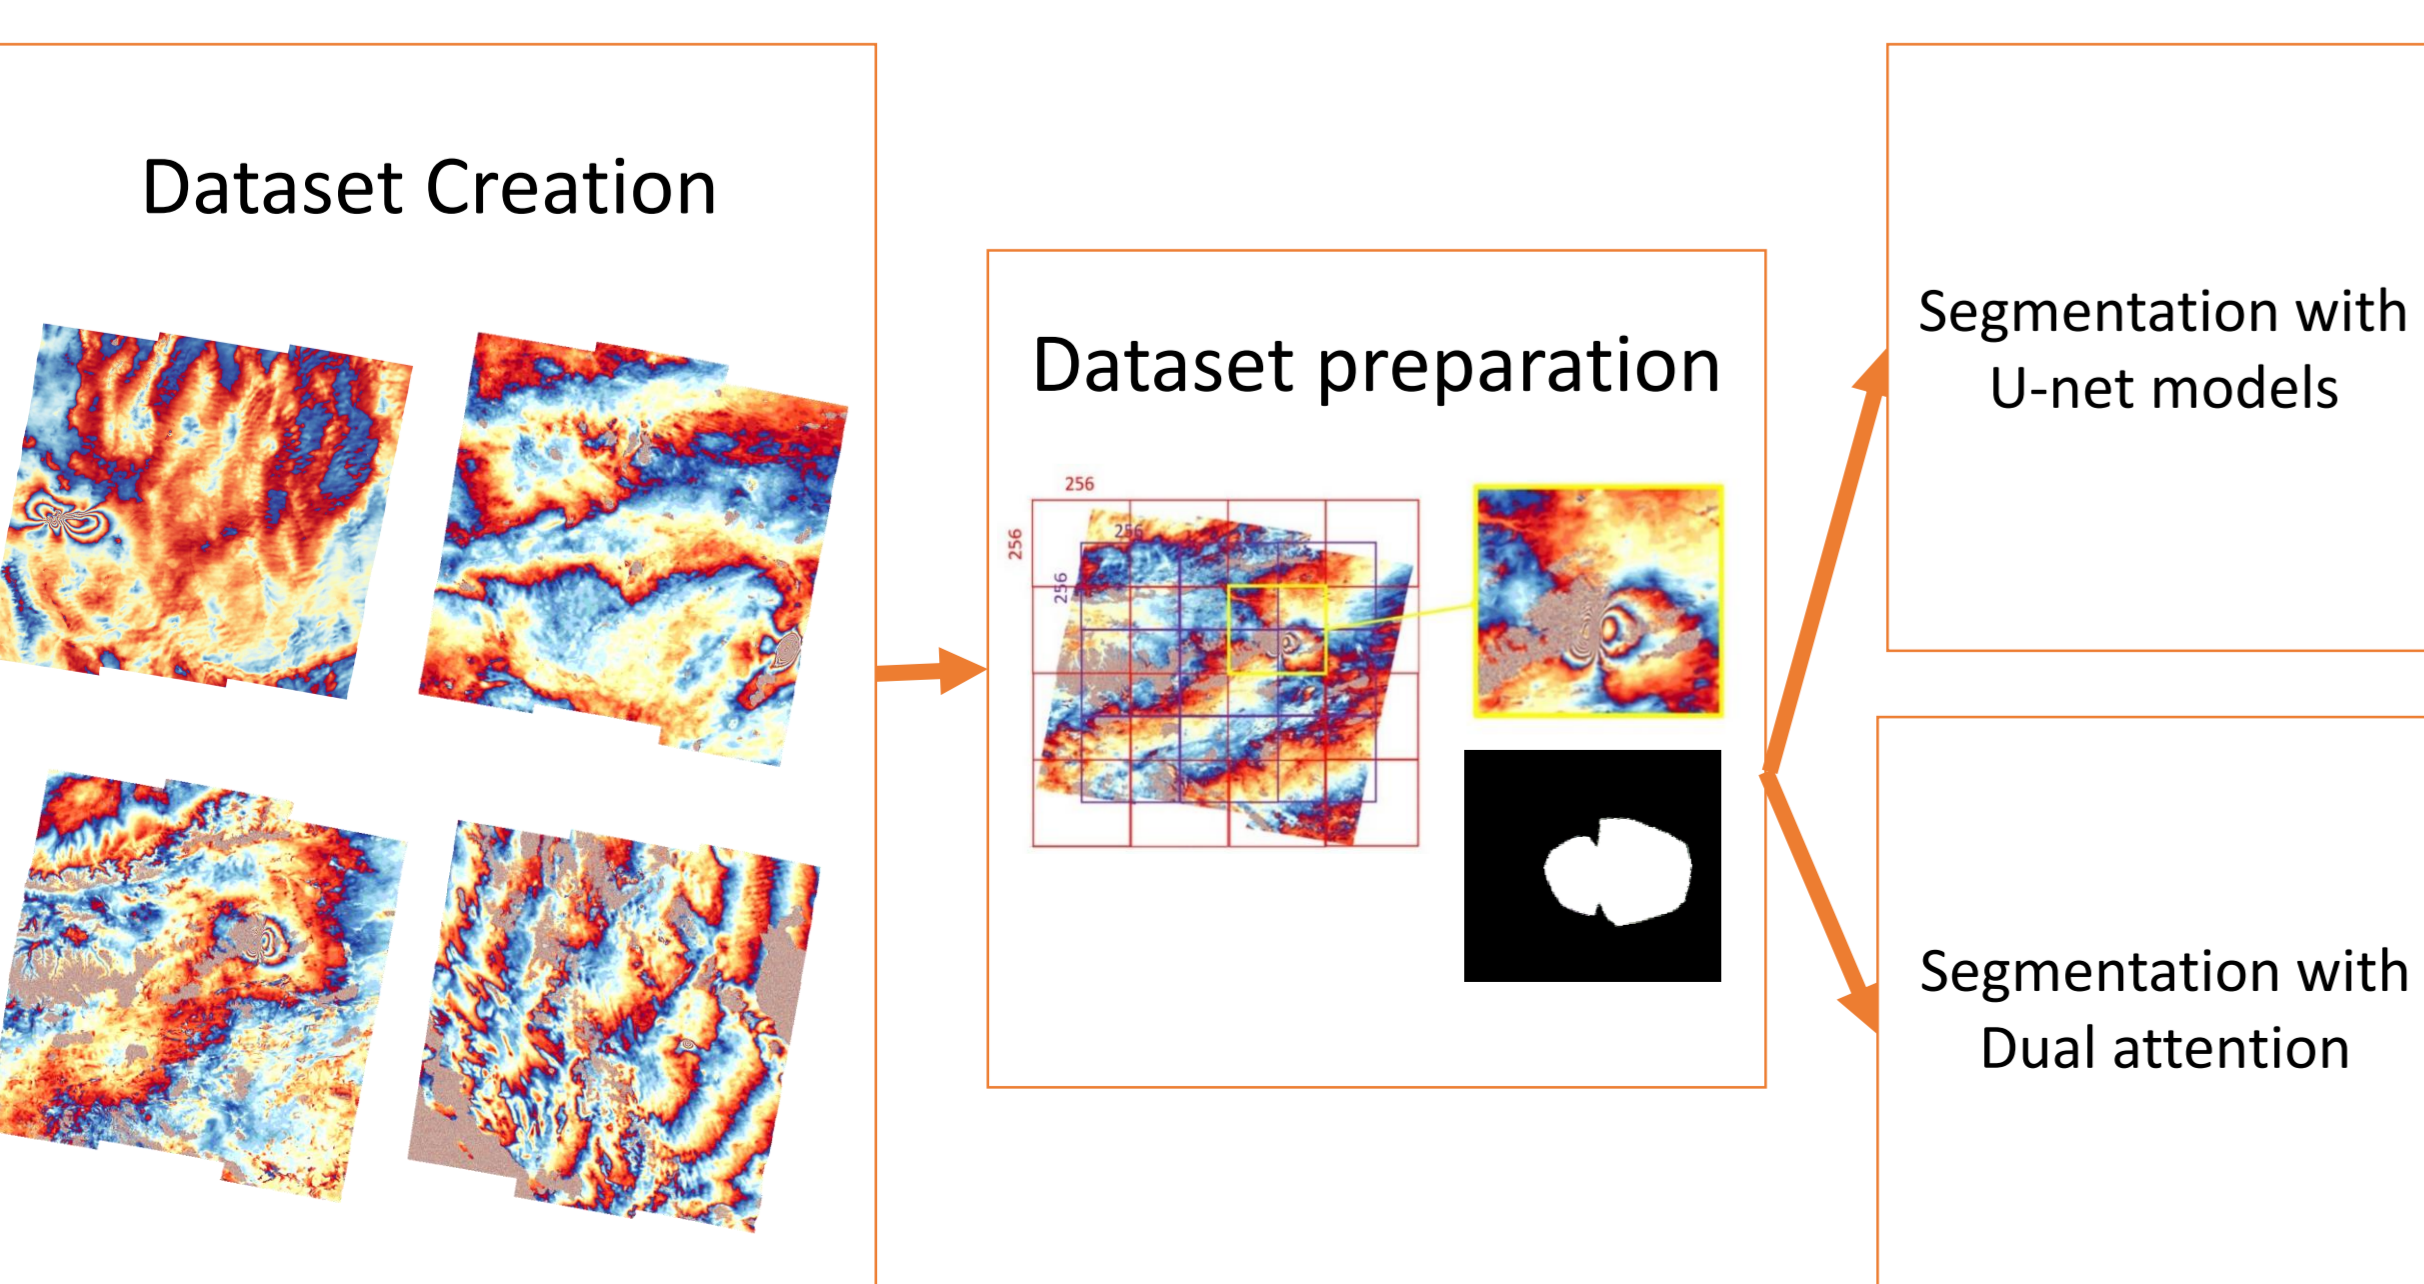 Dataset Creation
Dataset preparation
256
256
256
256
Segmentation with
U-net models
Segmentation with
Dual attention